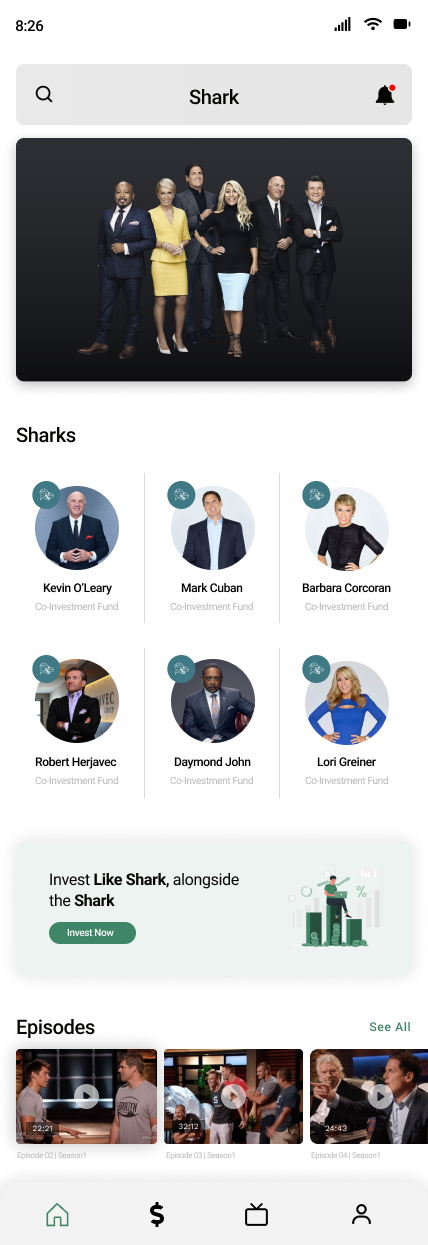 8:26
Shark
Sharks
Kevin O'Leary
Mark Cuban
Barbara Corcoran
Co-Investment Fund
Co-Investment Fund
Co-Investment Fund
Robert Herjavec
Daymond John
Lori Greiner
Co-Investment Fund
Co-Investment Fund
Co-Investment Fund
Invest Like Shark, alongside
the Shark
%
Invest Now
Episodes
See All
22:21
32:12
24:43
Episode 02 | Season1
Episode 03 | Season1
Episode 04 | Season1